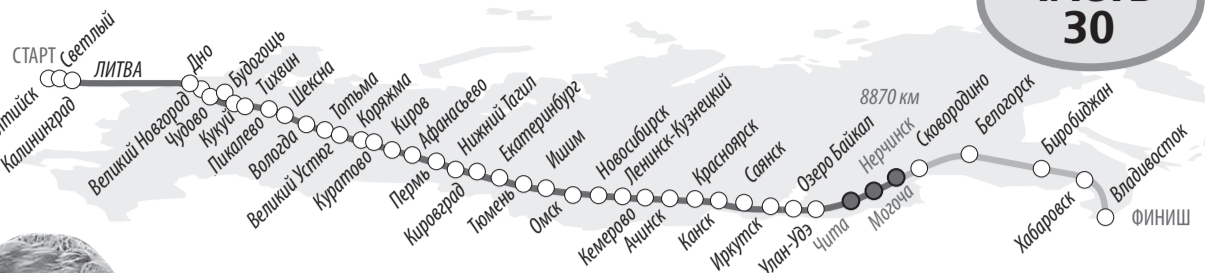 30
СТАРТ
Светлый
Калининград
ЛИТВА
Дно
Великий Новгород
Чудово
Будогощь
Кукуй
Тихвин
Пикалево
Шексна
Вологда
Тотьма
Великий Устюг
Коряжма
Куратово
Киров
Афанасьево
Пермь
Нижний Тагил
Кировград
Екатеринбург
Тюмень
Ишим
Омск
Новосибирск
Кемерово
Ленинск-Кузнецкий
Ачинск
Красноярск
Канск
Саянск
Иркутск
Озеро Байкал
Улан-Удэ
Чита
8870 км
Нерчинск
Могоча
Сковородино
Белогорск
Биробиджан
Хабаровск
Владивосток
ФИНИШ